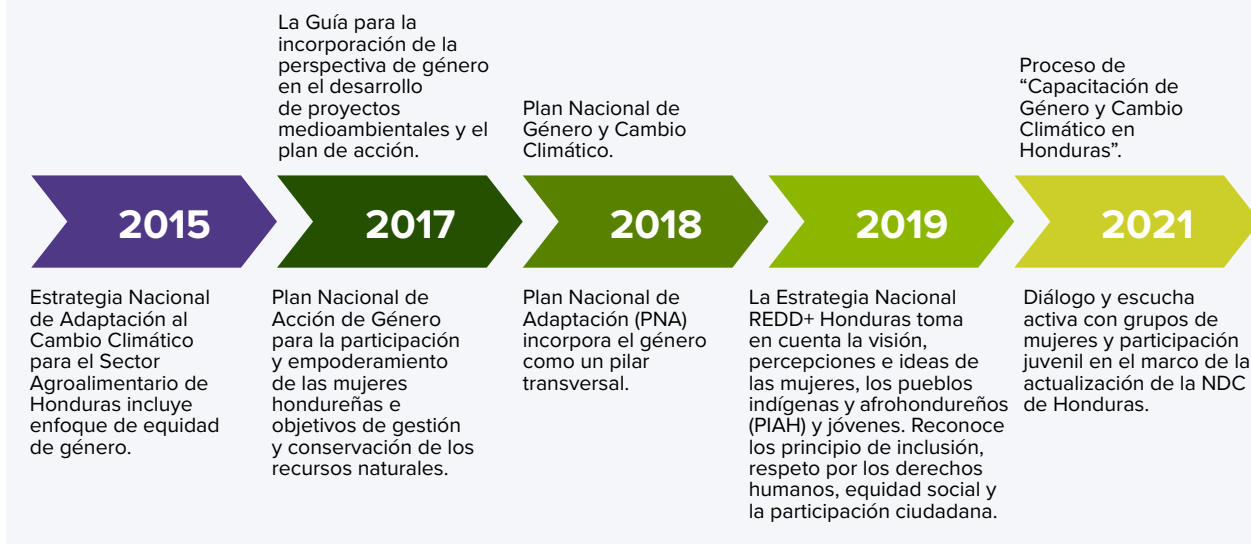 La Guía para la
incorporación de la
perspectiva de género
en el desarrollo
de proyectos
medioambientales y el
plan de acción.
Plan Nacional de
Género y Cambio
Climático.
Proceso de
“Capacitación de
Género y Cambio
Climático en
Honduras”.
2015
2017
2018
2019
2021
Estrategia Nacional
de Adaptación al
Cambio Climático
para el Sector
Agroalimentario de
Honduras incluye
enfoque de equidad
de género.
Plan Nacional de
Acción de Género
para la participación
y empoderamiento
de las mujeres
hondureñas e
objetivos de gestión
y conservación de los
recursos naturales.
Plan Nacional de
Adaptación (PNA)
incorpora el género
como un pilar
transversal.
La Estrategia Nacional
REDD+ Honduras toma
en cuenta la visión,
percepciones e ideas de
las mujeres, los pueblos
indígenas y afrohondureños
(PIAH) y jóvenes. Reconoce
los principio de inclusión,
respeto por los derechos
humanos, equidad social y
la participación ciudadana.
Diálogo y escucha
activa con grupos de
mujeres y participación
juvenil en el marco de la
actualización de la NDC
de Honduras.